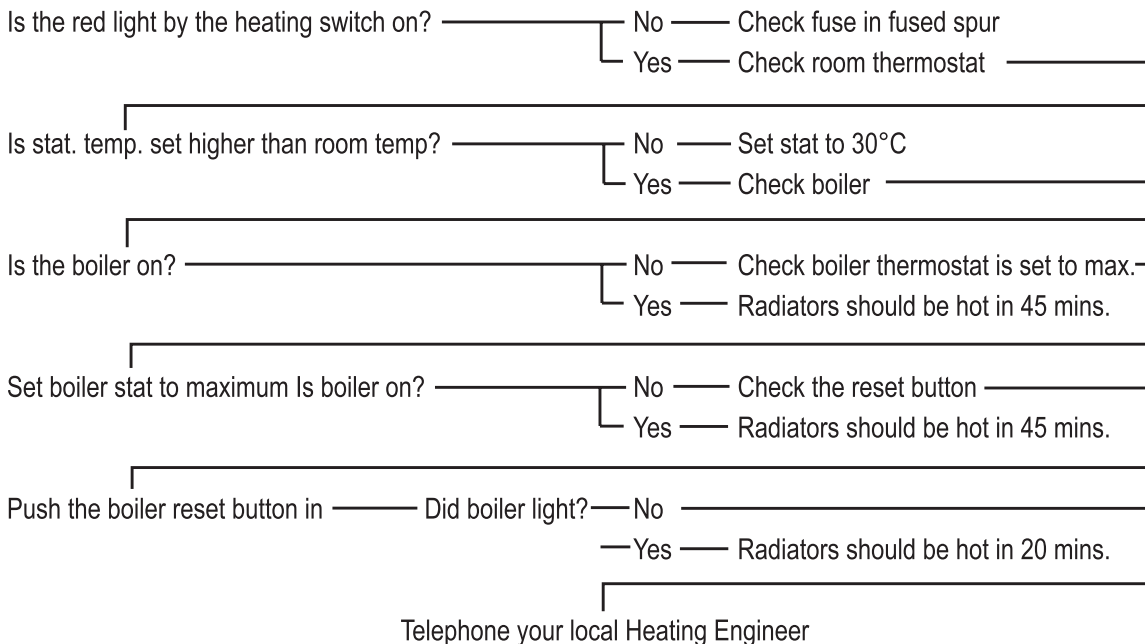 Is the red light by the heating switch on? No Check fuse in fused spur
Yes Check room thermostat
Is stat. temp. set higher than room temp? No Set stat to 30°C
Yes Check boiler
Is the boiler on? No Check boiler thermostat is set to max.
Yes Radiators should be hot in 45 mins.
Set boiler stat to maximum Is boiler on? No Check the reset button
Yes Radiators should be hot in 45 mins.
Push the boiler reset button in Did boiler light? No
Yes Radiators should be hot in 20 mins.
Telephone your local Heating Engineer